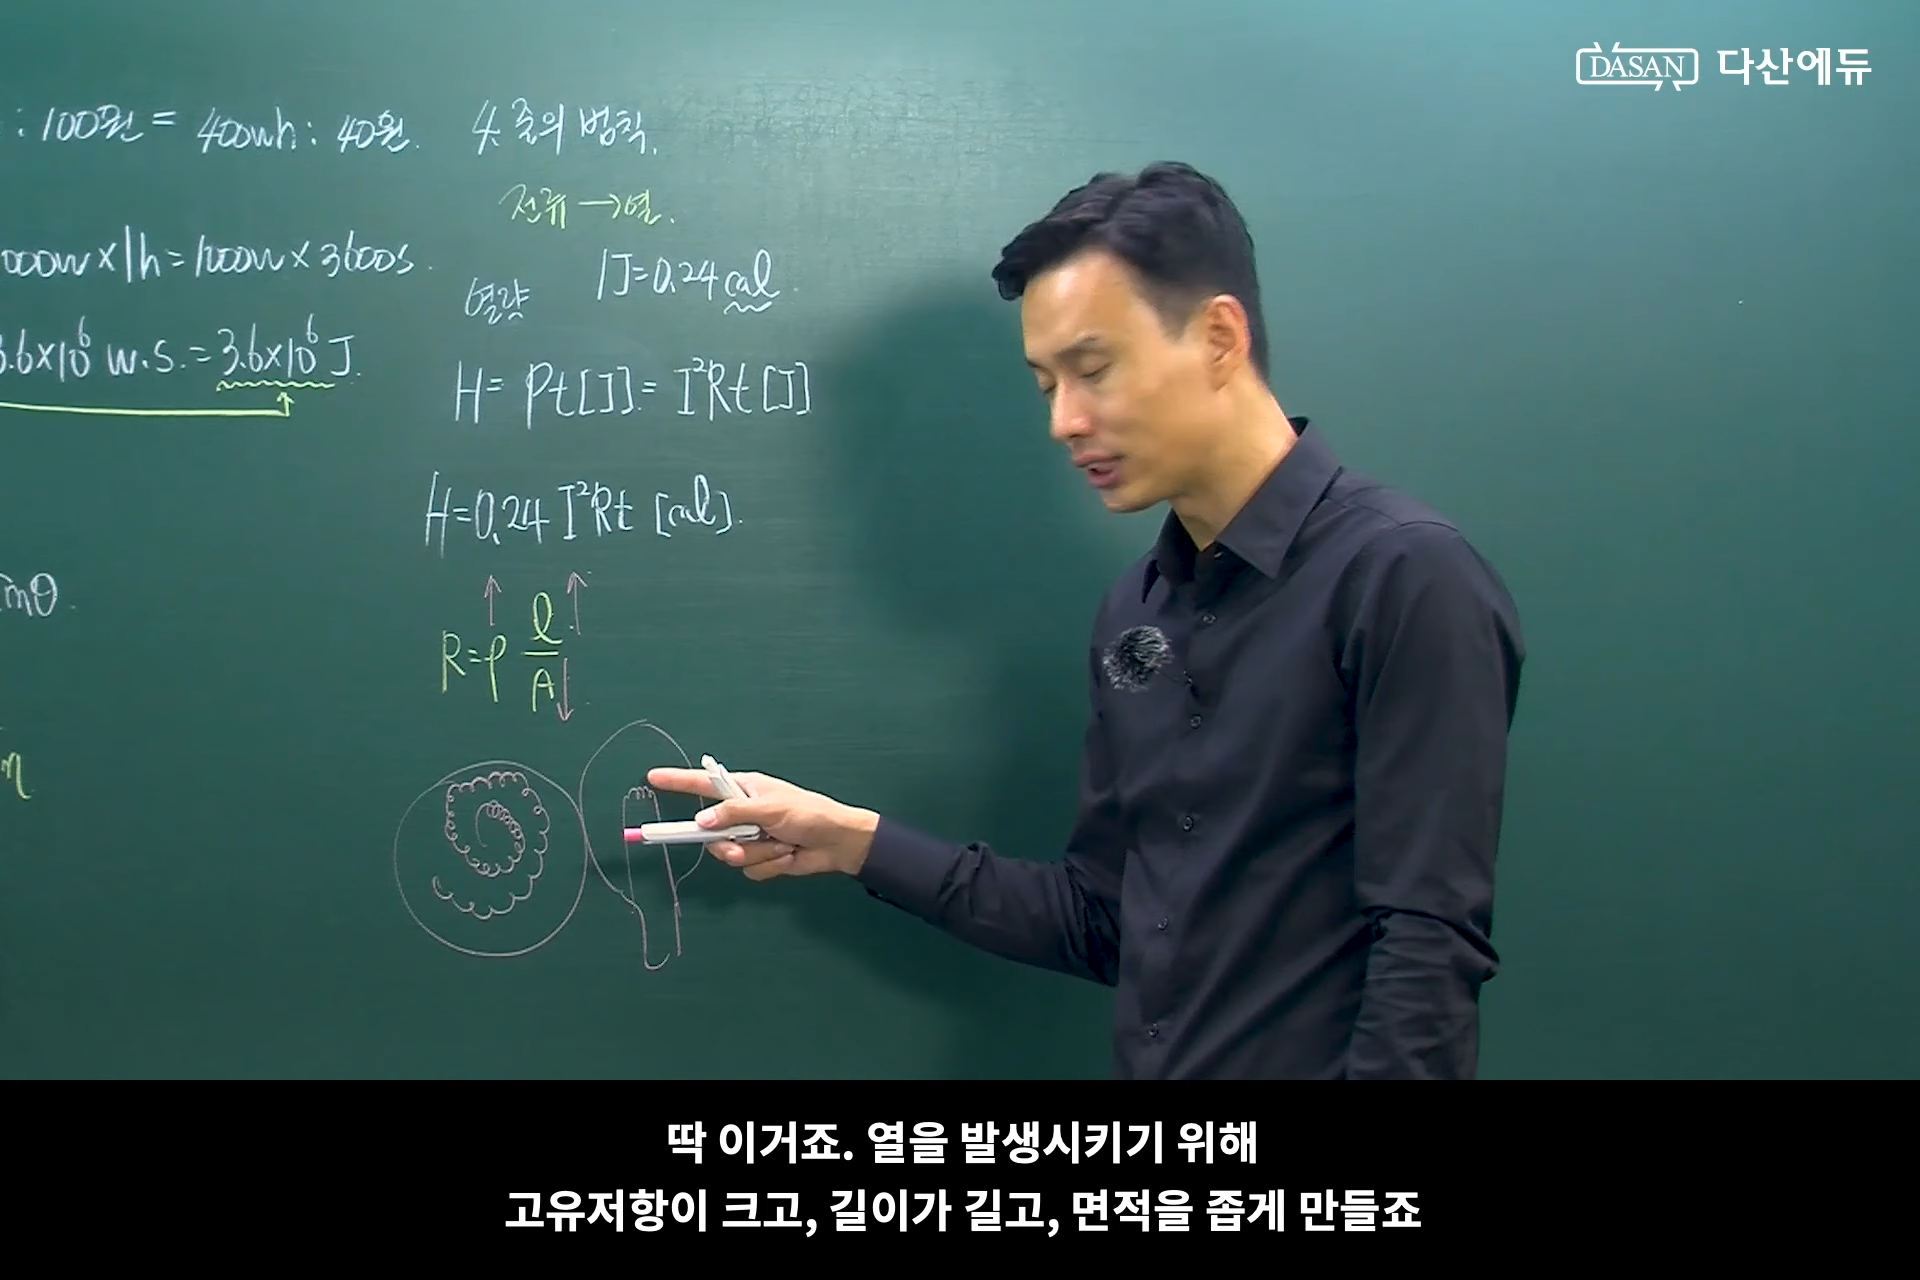 DASAN 다산에듀
: 100원 = 400wh : 40원.
000W×1h = 1000W × 3600s.
3.6×10⁶ W.S. = 3.6×10⁶ J.
mθ.
η
4. 줄의 법칙.
전류 → 열.
열량 1J=0.24cal.
H = Pt[J] = I²Rt[J]
H=0.24 I²Rt [cal].
R=ρ ℓ/A
딱 이거죠. 열을 발생시키기 위해
고유저항이 크고, 길이가 길고, 면적을 좁게 만들죠